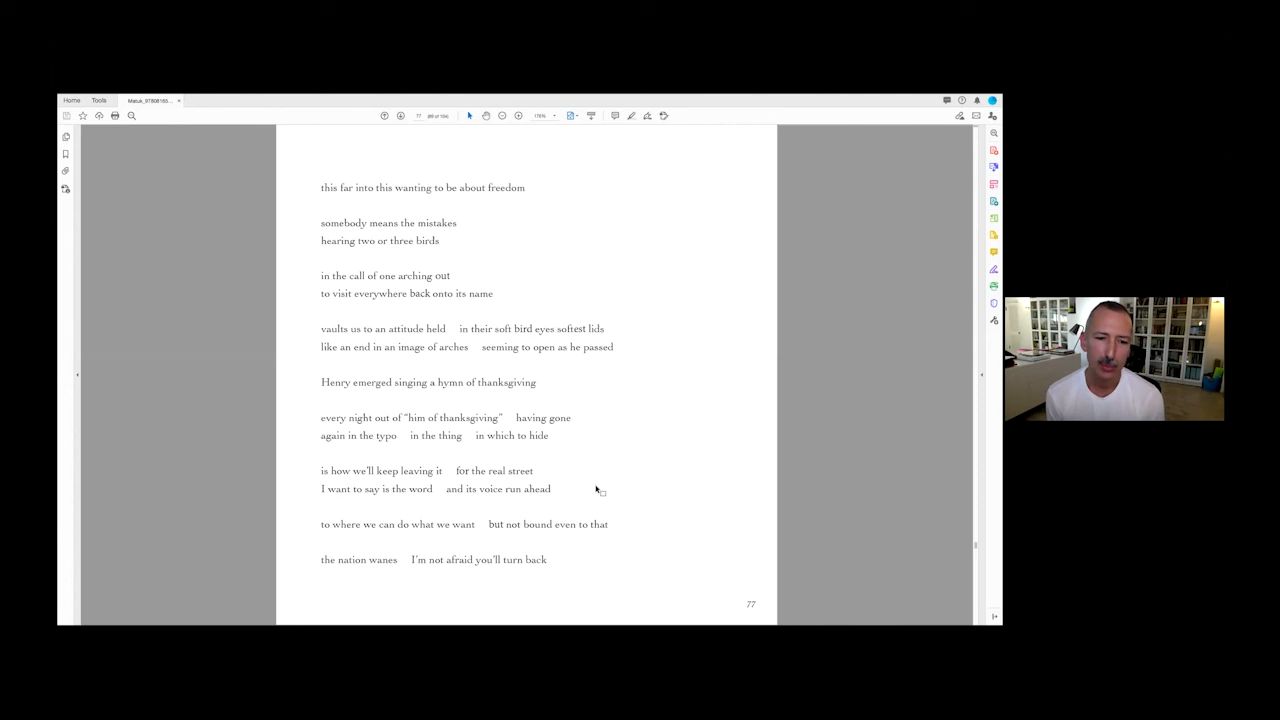 Home Tools Matuk_97808165... ×
77 (89 of 104) 176%
this far into this wanting to be about freedom
somebody means the mistakes
hearing two or three birds
in the call of one arching out
to visit everywhere back onto its name
vaults us to an attitude held in their soft bird eyes softest lids
like an end in an image of arches seeming to open as he passed
Henry emerged singing a hymn of thanksgiving
every night out of “him of thanksgiving” having gone
again in the typo in the thing in which to hide
is how we’ll keep leaving it for the real street
I want to say is the word and its voice run ahead
to where we can do what we want but not bound even to that
the nation wanes I’m not afraid you’ll turn back
77